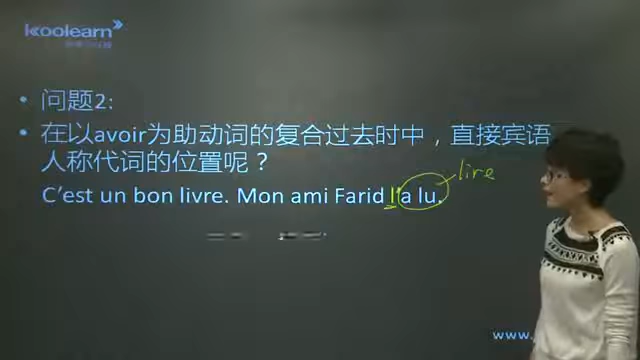 koolearn
• 问题2:
• 在以avoir为助动词的复合过去时中，直接宾语
人称代词的位置呢？
lire
C'est un bon livre. Mon ami Farid l'a lu.
www.